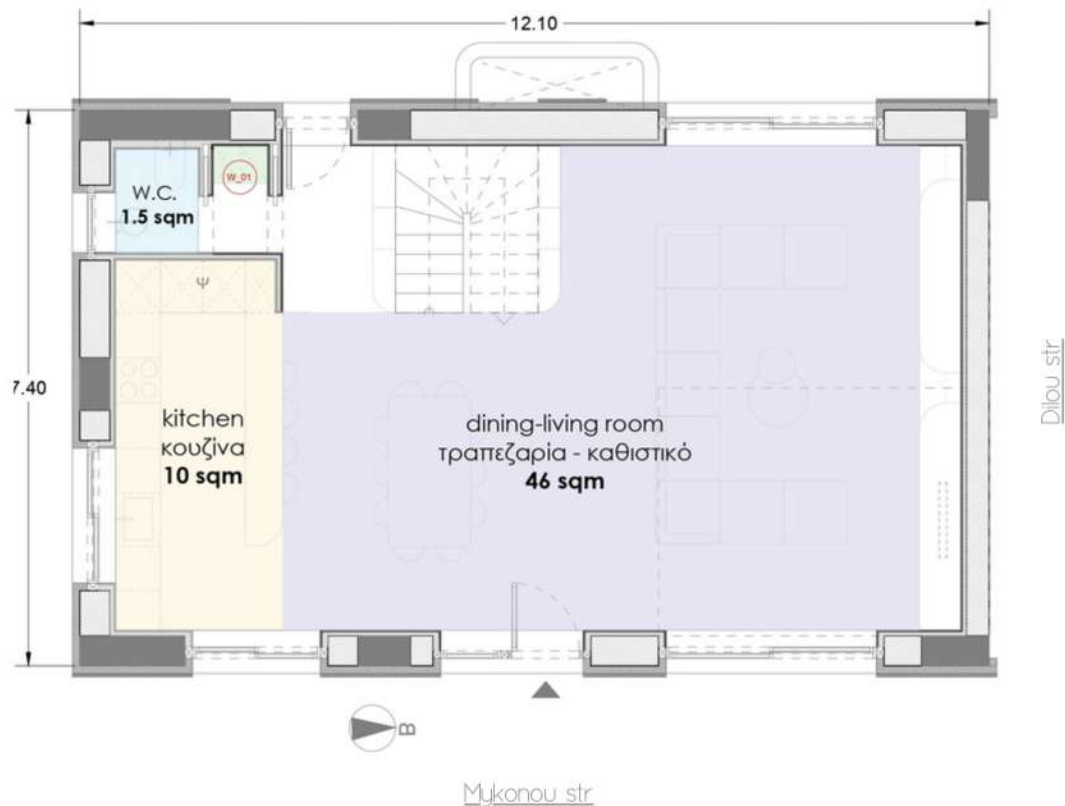 12.10
W.C.
1.5 sqm
W_01
Ψ
7.40
kitchen
κουζίνα
10 sqm
dining-living room
τραπεζαρία - καθιστικό
46 sqm
Dilou str
B
Mykonou str